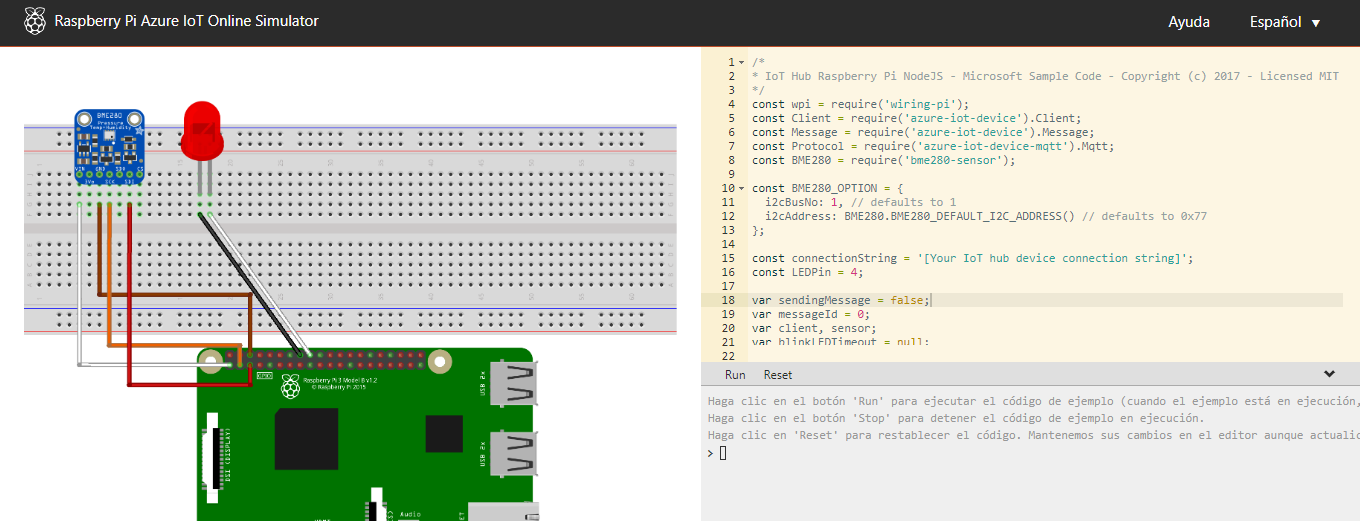 Raspberry Pi Azure IoT Online Simulator
Ayuda
Español ▼
BME280
Pressure
Temp+Humidity
Raspberry Pi 3 Model B v1.2
© Raspberry Pi 2015
GPIO
USB 2x
USB 2x
DSI (DISPLAY)
Audio
1 /*
2 * IoT Hub Raspberry Pi NodeJS - Microsoft Sample Code - Copyright (c) 2017 - Licensed MIT
3 */
4 const wpi = require('wiring-pi');
5 const Client = require('azure-iot-device').Client;
6 const Message = require('azure-iot-device').Message;
7 const Protocol = require('azure-iot-device-mqtt').Mqtt;
8 const BME280 = require('bme280-sensor');
9
10 const BME280_OPTION = {
11 i2cBusNo: 1, // defaults to 1
12 i2cAddress: BME280.BME280_DEFAULT_I2C_ADDRESS() // defaults to 0x77
13 };
14
15 const connectionString = '[Your IoT hub device connection string]';
16 const LEDPin = 4;
17
18 var sendingMessage = false;
19 var messageId = 0;
20 var client, sensor;
21 var blinkLEDTimeout = null;
22
Run
Reset
Haga clic en el botón 'Run' para ejecutar el código de ejemplo (cuando el ejemplo está en ejecución,
Haga clic en el botón 'Stop' para detener el código de ejemplo en ejecución.
Haga clic en 'Reset' para restablecer el código. Mantenemos sus cambios en el editor aunque actualic
>